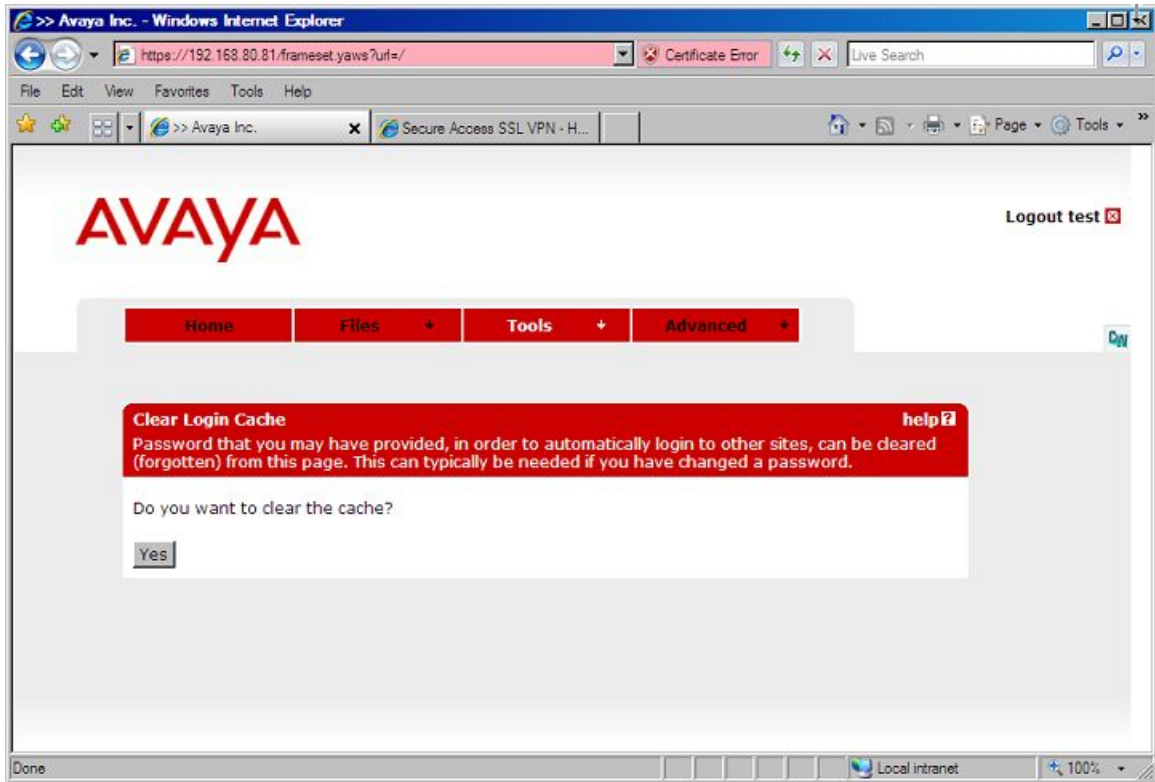 >> Avaya Inc. - Windows Internet Explorer
https://192.168.80.81/frameset.yaws?url=/
Certificate Error
Live Search
File Edit View Favorites Tools Help
>> Avaya Inc.
Secure Access SSL VPN - H...
Page
Tools
AVAYA
Logout test
Home
Files
Tools
Advanced
Clear Login Cache
help?
Password that you may have provided, in order to automatically login to other sites, can be cleared
(forgotten) from this page. This can typically be needed if you have changed a password.
Do you want to clear the cache?
Yes
Done
Local intranet
100%